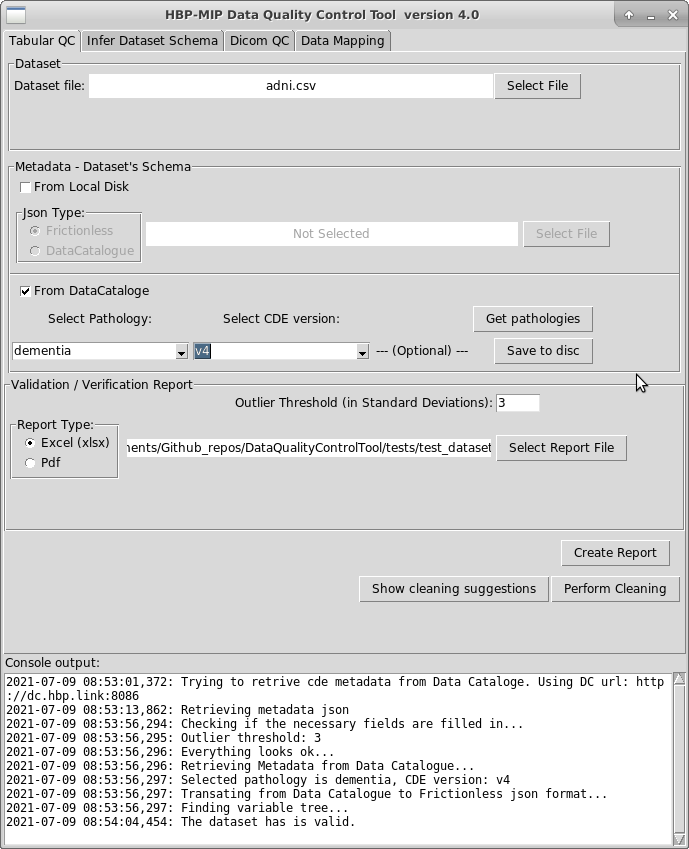 HBP-MIP Data Quality Control Tool  version 4.0
Tabular QC Infer Dataset Schema Dicom QC Data Mapping
Dataset
Dataset file: adni.csv Select File
Metadata - Dataset's Schema
From Local Disk
Json Type:
Frictionless
Not Selected Select File
DataCatalogue
From DataCataloge
Select Pathology: Select CDE version: Get pathologies
dementia v4 --- (Optional) --- Save to disc
Validation / Verification Report
Outlier Threshold (in Standard Deviations): 3
Report Type:
Excel (xlsx)
nents/Github_repos/DataQualityControlTool/tests/test_dataset Select Report File
Pdf
Create Report
Show cleaning suggestions Perform Cleaning
Console output:
2021-07-09 08:53:01,372: Trying to retrive cde metadata from Data Cataloge. Using DC url: http
://dc.hbp.link:8086
2021-07-09 08:53:13,862: Retrieving metadata json
2021-07-09 08:53:56,294: Checking if the necessary fields are filled in...
2021-07-09 08:53:56,295: Outlier threshold: 3
2021-07-09 08:53:56,296: Everything looks ok...
2021-07-09 08:53:56,296: Retrieving Metadata from Data Catalogue...
2021-07-09 08:53:56,297: Selected pathology is dementia, CDE version: v4
2021-07-09 08:53:56,297: Transating from Data Catalogue to Frictionless json format...
2021-07-09 08:53:56,297: Finding variable tree...
2021-07-09 08:54:04,454: The dataset has is valid.